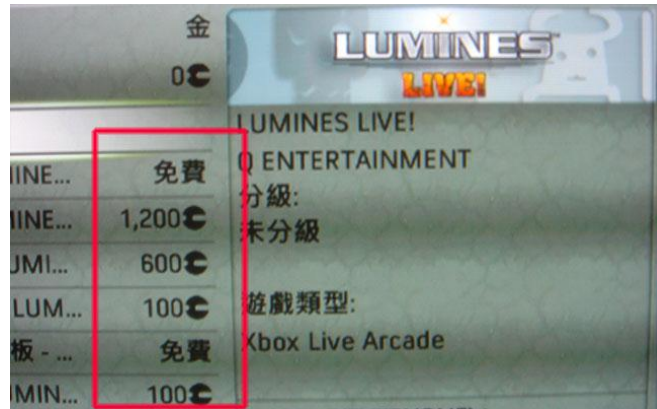 金
0
INE...
免費
MINE...
1,200
UMI...
600
LUM...
100
板 - ...
免費
MIN...
100
LUMINES
LIVE!
LUMINES LIVE!
Q ENTERTAINMENT
分級:
未分級
遊戲類型:
Xbox Live Arcade